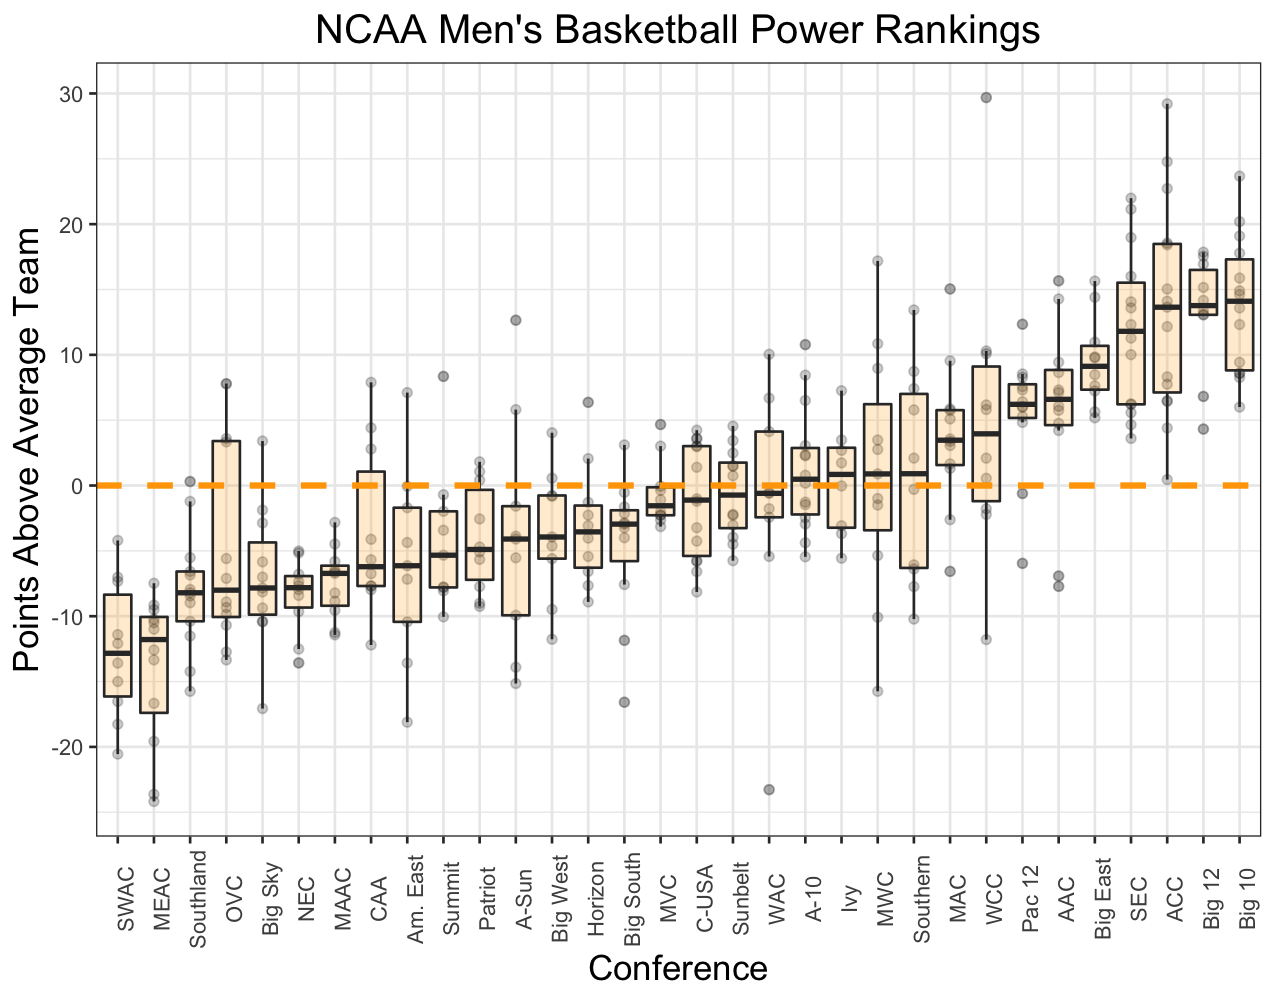 NCAA Men's Basketball Power Rankings
Points Above Average Team
30
20
10
0
-10
-20
SWAC
MEAC
Southland
OVC
Big Sky
NEC
MAAC
CAA
Am. East
Summit
Patriot
A-Sun
Big West
Horizon
Big South
MVC
C-USA
Sunbelt
WAC
A-10
Ivy
MWC
Southern
MAC
WCC
Pac 12
AAC
Big East
SEC
ACC
Big 12
Big 10
Conference